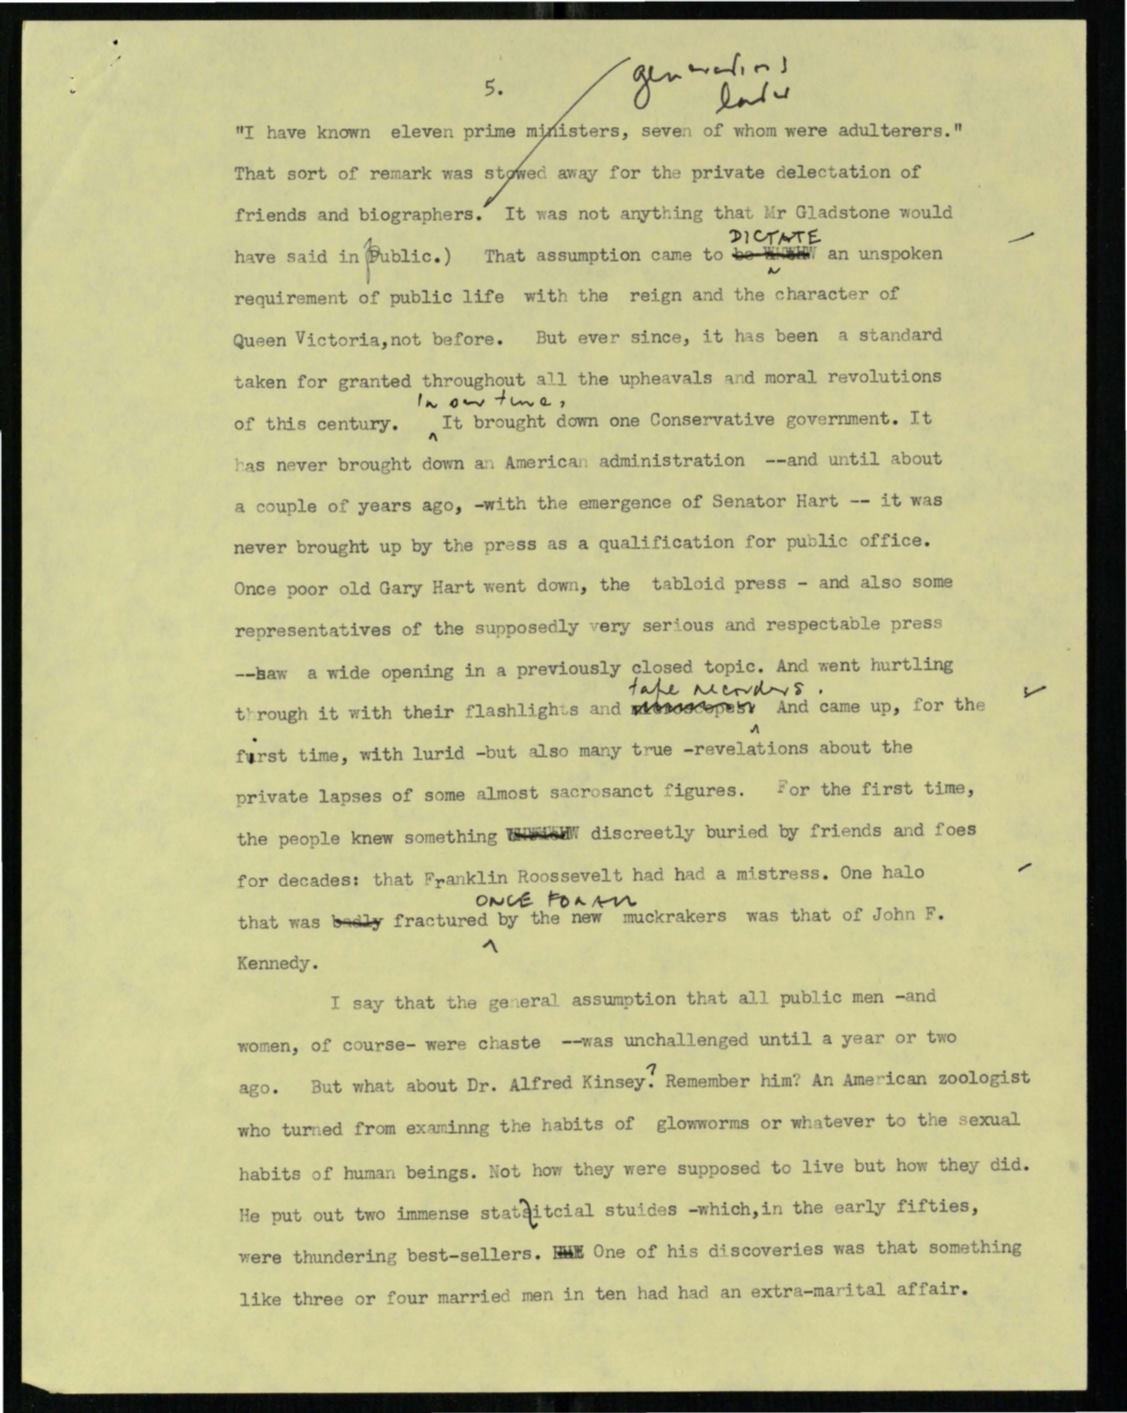 5.
generations
later
"I have known eleven prime ministers, seven of whom were adulterers."
That sort of remark was stowed away for the private delectation of
friends and biographers. It was not anything that Mr Gladstone would
DICTATE
have said in Public.) That assumption came to be an unspoken
requirement of public life with the reign and the character of
Queen Victoria,not before. But ever since, it has been a standard
taken for granted throughout all the upheavals and moral revolutions
In our time,
of this century. It brought down one Conservative government. It
has never brought down an American administration --and until about
a couple of years ago, -with the emergence of Senator Hart -- it was
never brought up by the press as a qualification for public office.
Once poor old Gary Hart went down, the tabloid press - and also some
representatives of the supposedly very serious and respectable press
--saw a wide opening in a previously closed topic. And went hurtling
tape recorders.
through it with their flashlights and And came up, for the
first time, with lurid -but also many true -revelations about the
private lapses of some almost sacrosanct figures. For the first time,
the people knew something discreetly buried by friends and foes
for decades: that Franklin Roossevelt had had a mistress. One halo
ONCE FOR ALL
that was badly fractured by the new muckrakers was that of John F.
Kennedy.
I say that the general assumption that all public men -and
women, of course- were chaste --was unchallenged until a year or two
ago. But what about Dr. Alfred Kinsey? Remember him? An American zoologist
who turned from examinng the habits of glowworms or whatever to the sexual
habits of human beings. Not how they were supposed to live but how they did.
He put out two immense stataitcial stuides -which,in the early fifties,
were thundering best-sellers. One of his discoveries was that something
like three or four married men in ten had had an extra-marital affair.